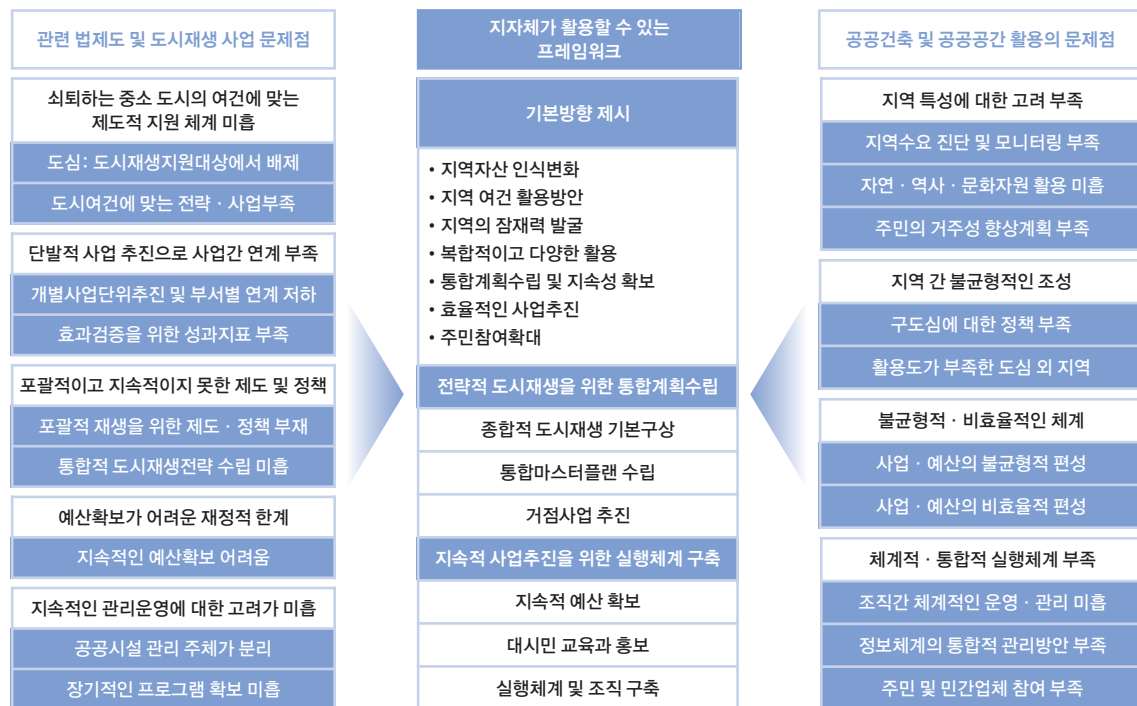 관련 법제도 및 도시재생 사업 문제점
쇠퇴하는 중소 도시의 여건에 맞는
제도적 지원 체계 미흡
도심: 도시재생지원대상에서 배제
도시여건에 맞는 전략 · 사업부족
단발적 사업 추진으로 사업간 연계 부족
개별사업단위추진 및 부서별 연계 저하
효과검증을 위한 성과지표 부족
포괄적이고 지속적이지 못한 제도 및 정책
포괄적 재생을 위한 제도 · 정책 부재
통합적 도시재생전략 수립 미흡
예산확보가 어려운 재정적 한계
지속적인 예산확보 어려움
지속적인 관리운영에 대한 고려가 미흡
공공시설 관리 주체가 분리
장기적인 프로그램 확보 미흡
지자체가 활용할 수 있는
프레임워크
기본방향 제시
• 지역자산 인식변화
• 지역 여건 활용방안
• 지역의 잠재력 발굴
• 복합적이고 다양한 활용
• 통합계획수립 및 지속성 확보
• 효율적인 사업추진
• 주민참여확대
전략적 도시재생을 위한 통합계획수립
종합적 도시재생 기본구상
통합마스터플랜 수립
거점사업 추진
지속적 사업추진을 위한 실행체계 구축
지속적 예산 확보
대시민 교육과 홍보
실행체계 및 조직 구축
공공건축 및 공공공간 활용의 문제점
지역 특성에 대한 고려 부족
지역수요 진단 및 모니터링 부족
자연 · 역사 · 문화자원 활용 미흡
주민의 거주성 향상계획 부족
지역 간 불균형적인 조성
구도심에 대한 정책 부족
활용도가 부족한 도심 외 지역
불균형적 · 비효율적인 체계
사업 · 예산의 불균형적 편성
사업 · 예산의 비효율적 편성
체계적 · 통합적 실행체계 부족
조직간 체계적인 운영 · 관리 미흡
정보체계의 통합적 관리방안 부족
주민 및 민간업체 참여 부족